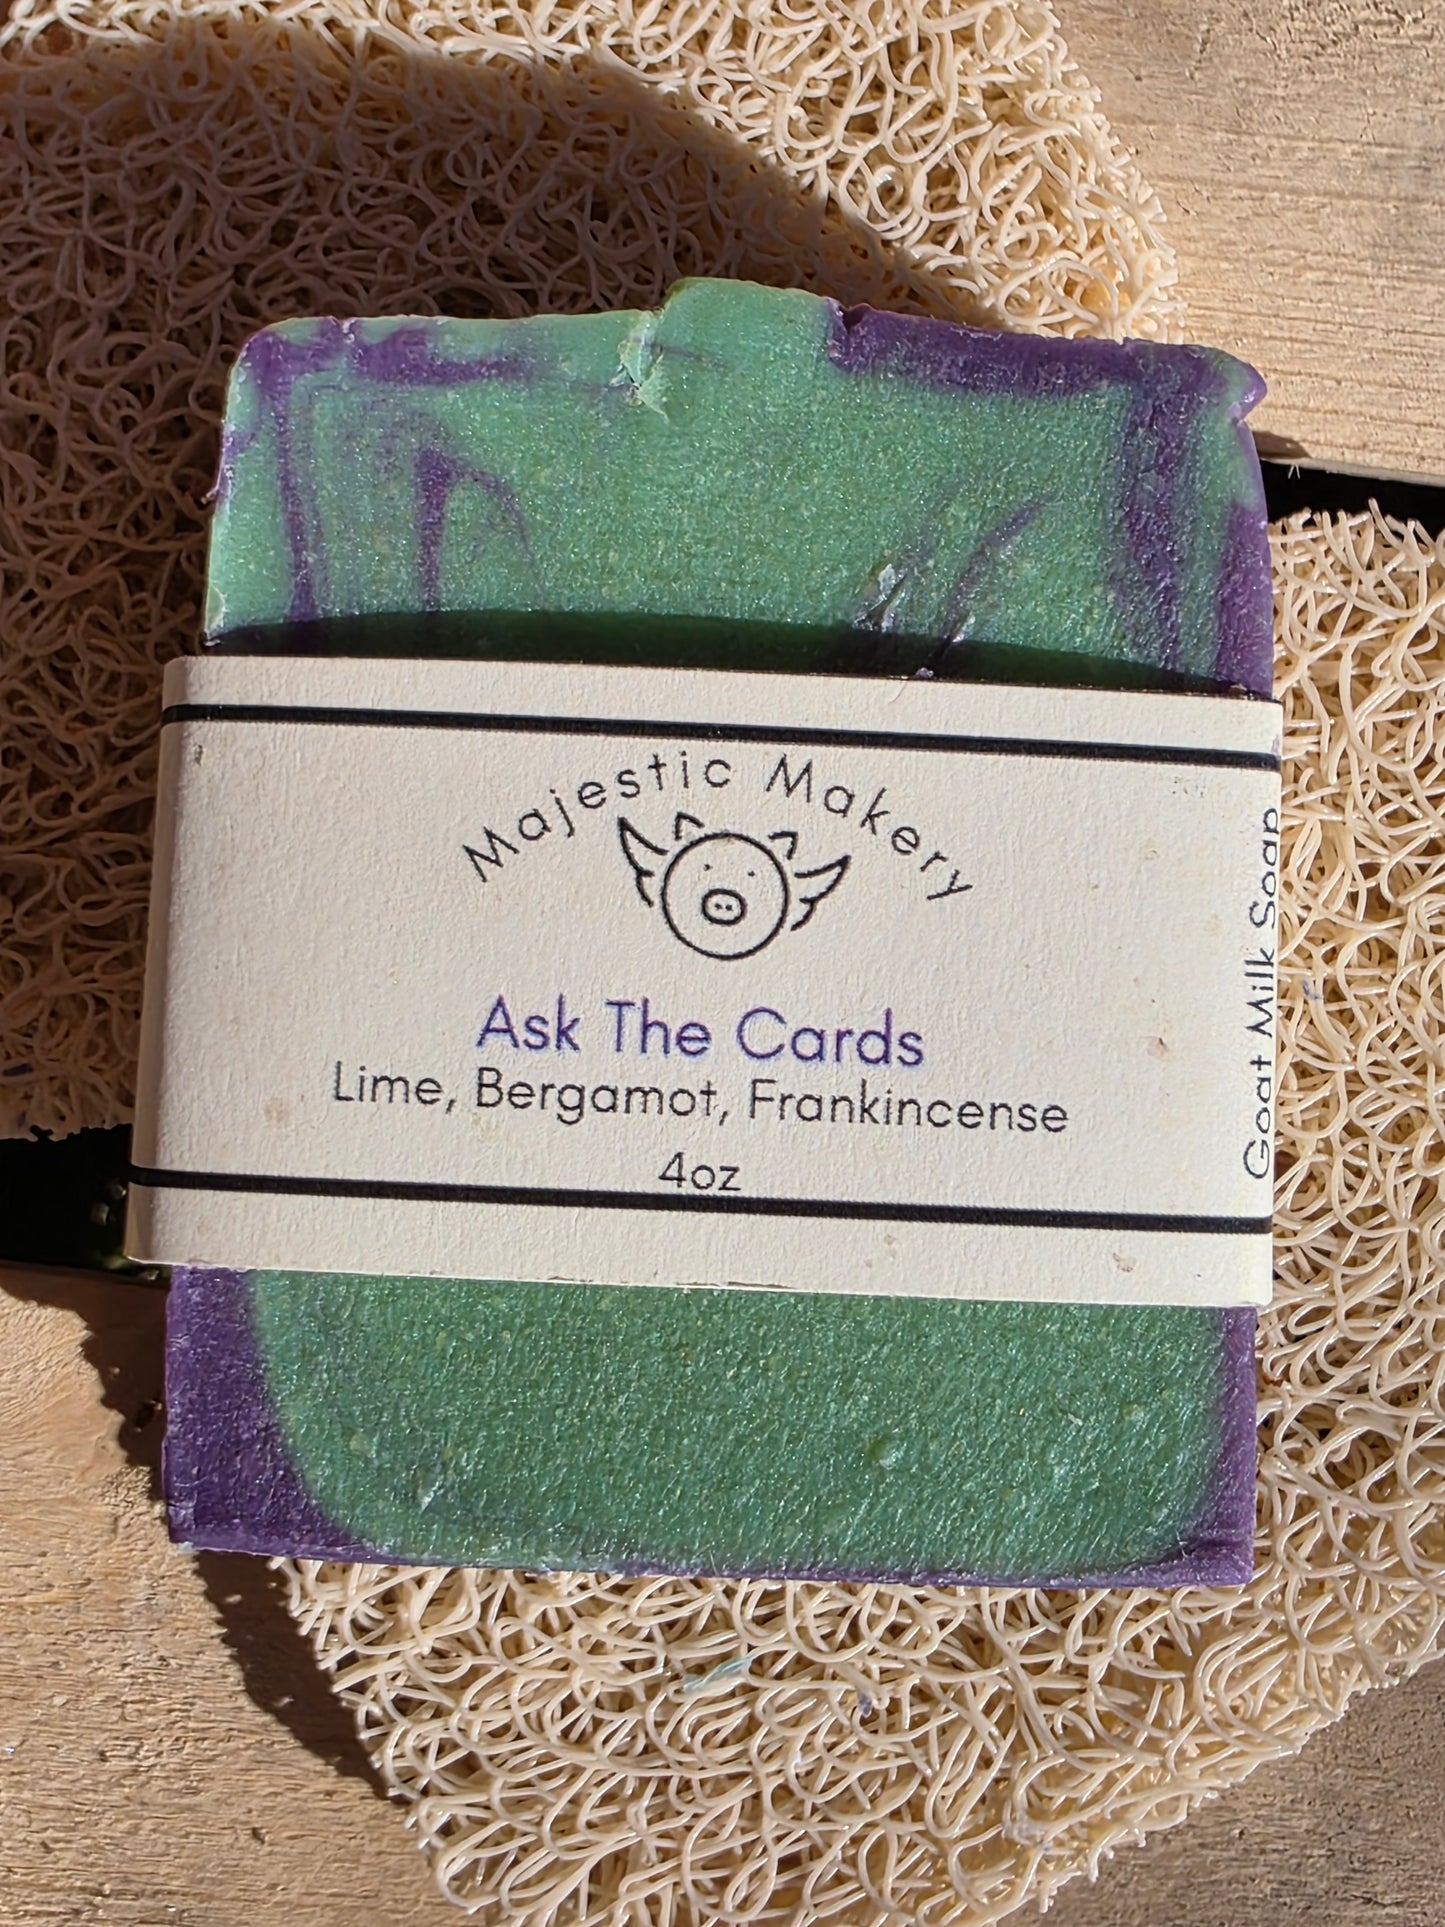 Majestic Makery
Ask The Cards
Lime, Bergamot, Frankincense
4oz
Goat Milk Soap